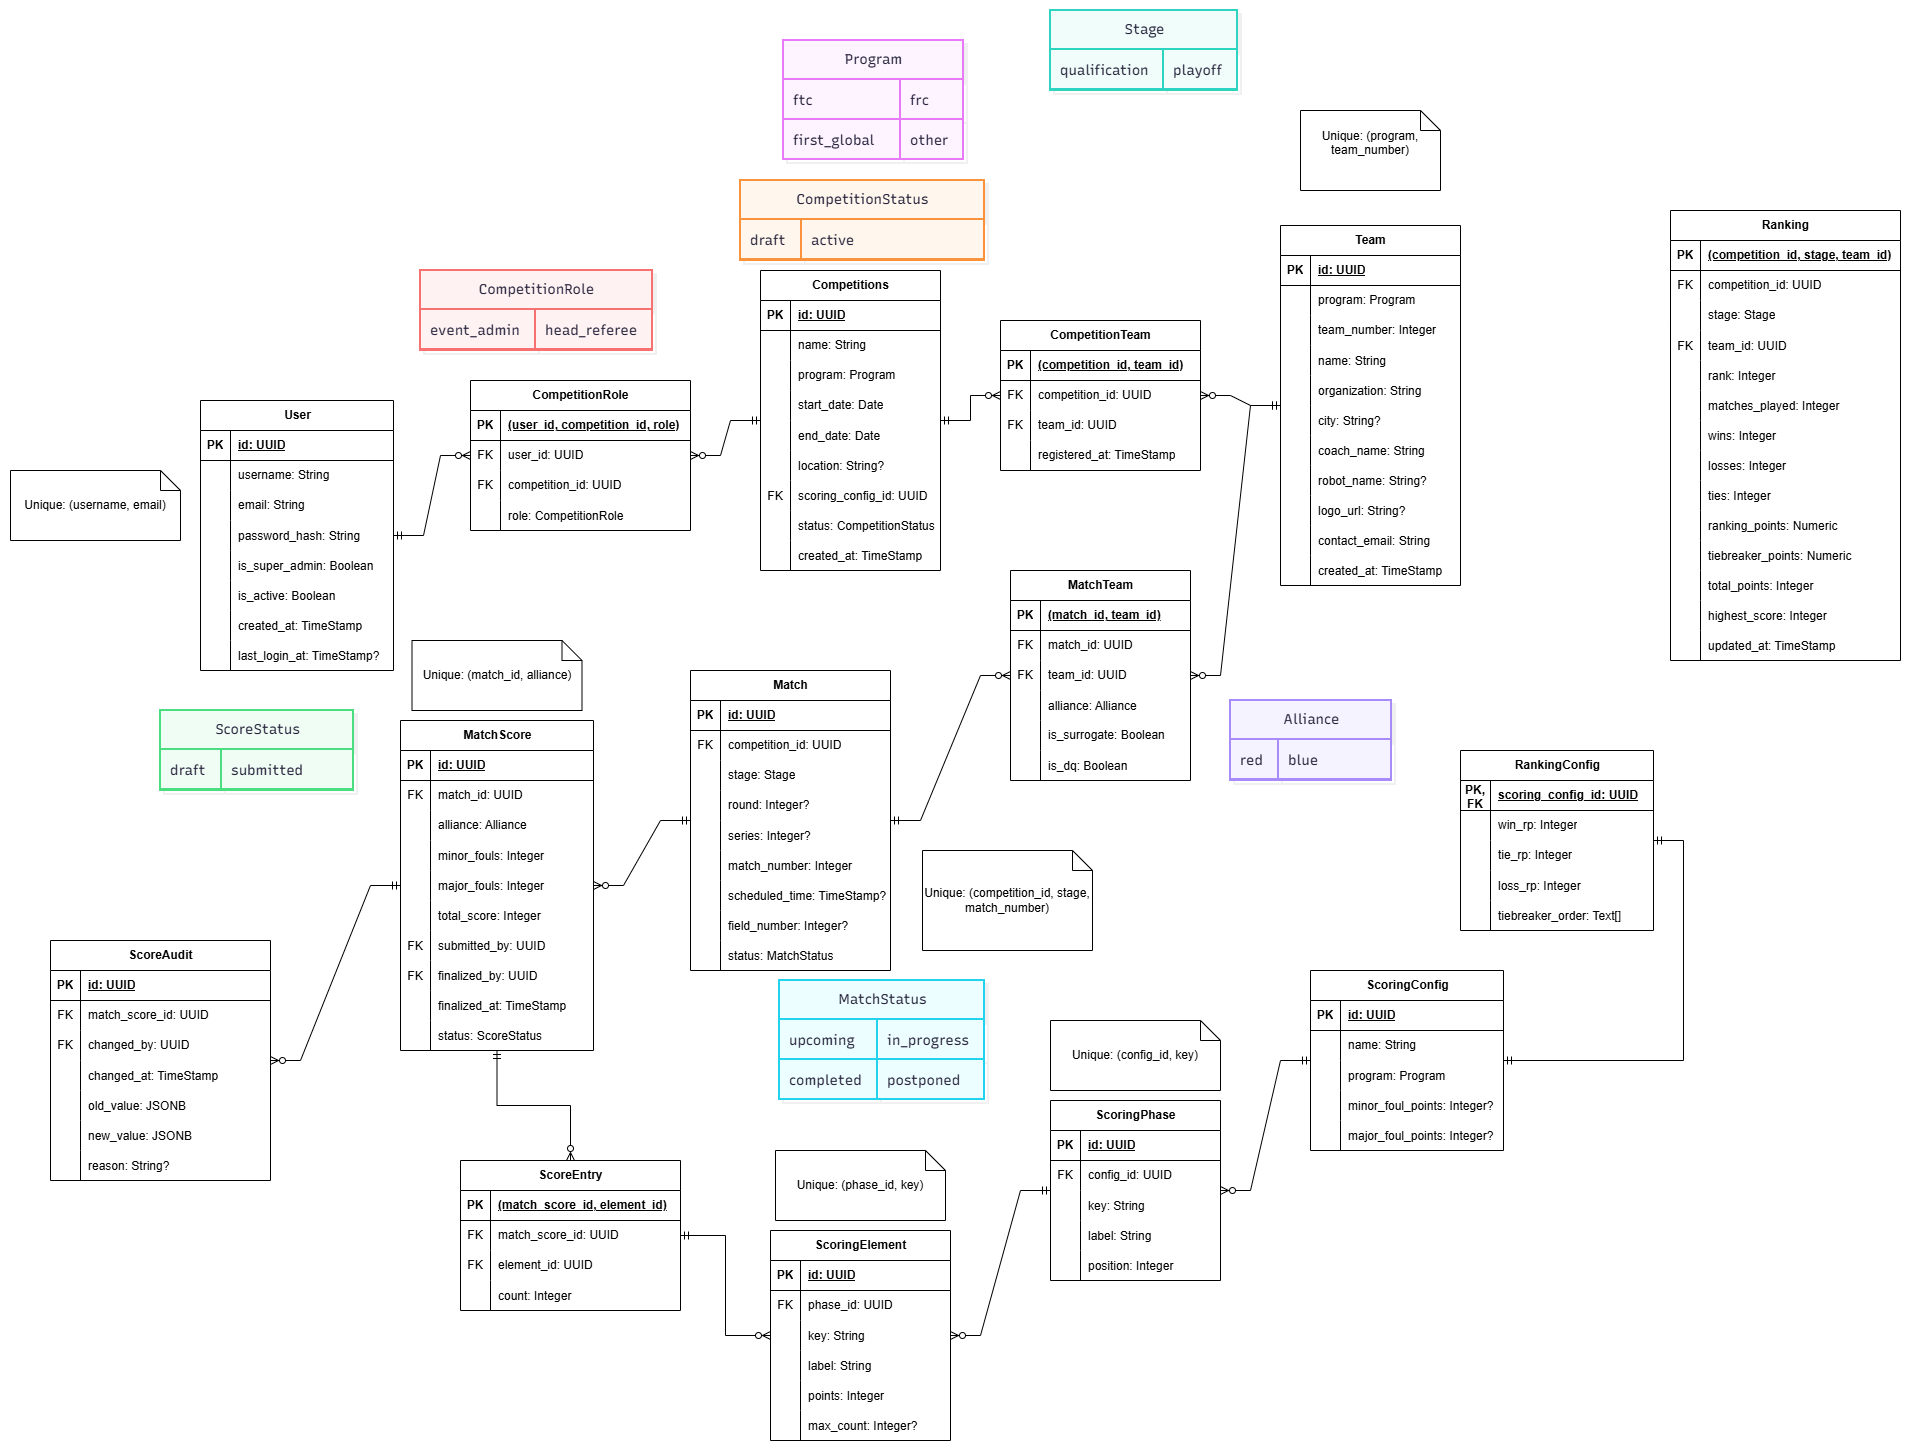 Stage
qualification playoff
Program
ftc frc
first_global other
Unique: (program,
team_number)
CompetitionStatus
draft active
CompetitionRole
event_admin head_referee
Competitions
PK id: UUID
name: String
program: Program
start_date: Date
end_date: Date
location: String?
FK scoring_config_id: UUID
status: CompetitionStatus
created_at: TimeStamp
Team
PK id: UUID
program: Program
team_number: Integer
name: String
organization: String
city: String?
coach_name: String
robot_name: String?
logo_url: String?
contact_email: String
created_at: TimeStamp
Ranking
PK (competition_id, stage, team_id)
FK competition_id: UUID
stage: Stage
FK team_id: UUID
rank: Integer
matches_played: Integer
wins: Integer
losses: Integer
ties: Integer
ranking_points: Numeric
tiebreaker_points: Numeric
total_points: Integer
highest_score: Integer
updated_at: TimeStamp
CompetitionTeam
PK (competition_id, team_id)
FK competition_id: UUID
FK team_id: UUID
registered_at: TimeStamp
CompetitionRole
PK (user_id, competition_id, role)
FK user_id: UUID
FK competition_id: UUID
role: CompetitionRole
User
PK id: UUID
username: String
email: String
password_hash: String
is_super_admin: Boolean
is_active: Boolean
created_at: TimeStamp
last_login_at: TimeStamp?
Unique: (username, email)
MatchTeam
PK (match_id, team_id)
FK match_id: UUID
FK team_id: UUID
alliance: Alliance
is_surrogate: Boolean
is_dq: Boolean
Unique: (match_id, alliance)
Match
PK id: UUID
FK competition_id: UUID
stage: Stage
round: Integer?
series: Integer?
match_number: Integer
scheduled_time: TimeStamp?
field_number: Integer?
status: MatchStatus
Alliance
red blue
ScoreStatus
draft submitted
MatchScore
PK id: UUID
FK match_id: UUID
alliance: Alliance
minor_fouls: Integer
major_fouls: Integer
total_score: Integer
FK submitted_by: UUID
FK finalized_by: UUID
finalized_at: TimeStamp
status: ScoreStatus
RankingConfig
PK, FK scoring_config_id: UUID
win_rp: Integer
tie_rp: Integer
loss_rp: Integer
tiebreaker_order: Text[]
Unique: (competition_id, stage,
match_number)
ScoreAudit
PK id: UUID
FK match_score_id: UUID
FK changed_by: UUID
changed_at: TimeStamp
old_value: JSONB
new_value: JSONB
reason: String?
MatchStatus
upcoming in_progress
completed postponed
ScoringConfig
PK id: UUID
name: String
program: Program
minor_foul_points: Integer?
major_foul_points: Integer?
Unique: (config_id, key)
ScoringPhase
PK id: UUID
FK config_id: UUID
key: String
label: String
position: Integer
ScoreEntry
PK (match_score_id, element_id)
FK match_score_id: UUID
FK element_id: UUID
count: Integer
Unique: (phase_id, key)
ScoringElement
PK id: UUID
FK phase_id: UUID
key: String
label: String
points: Integer
max_count: Integer?